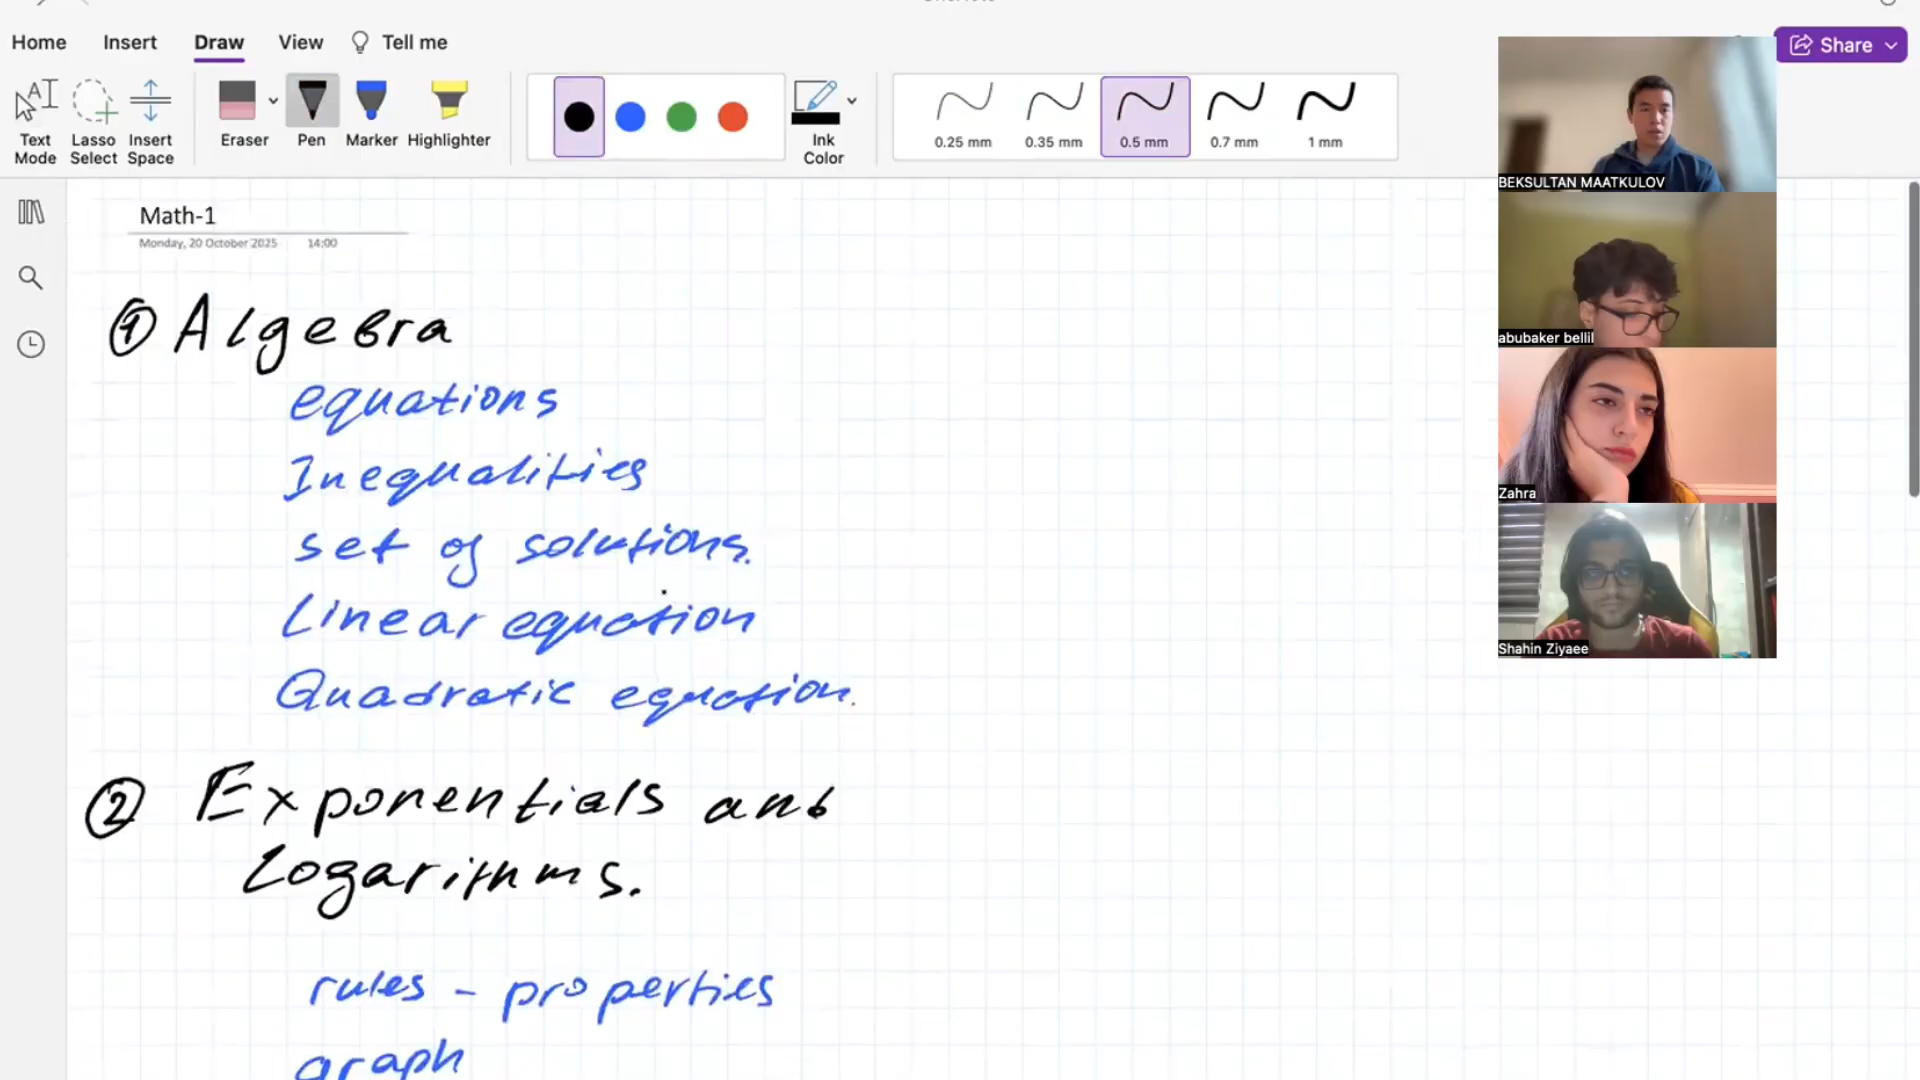 Home Insert Draw View Tell me
Share
Text Mode
Lasso Select
Insert Space
Eraser
Pen
Marker
Highlighter
Ink Color
0.25 mm
0.35 mm
0.5 mm
0.7 mm
1 mm
BEKSULTAN MAATKULOV
abubaker bellil
Zahra
Shahin Ziyaee
Math-1
Monday, 20 October 2025 14:00
① Algebra
equations
Inequalities
set of solutions.
Linear equation
Quadratic equation.
② Exponentials and
Logarithms.
rules - properties
graph